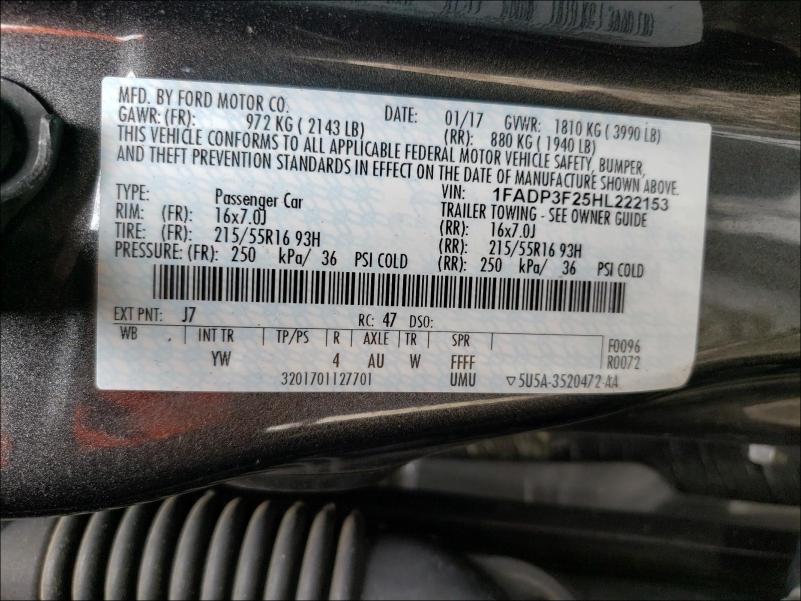 MFD. BY FORD MOTOR CO.
DATE: 01/17 GVWR: 1810 KG ( 3990 LB)
GAWR: (FR): 972 KG ( 2143 LB) (RR): 880 KG ( 1940 LB)
THIS VEHICLE CONFORMS TO ALL APPLICABLE FEDERAL MOTOR VEHICLE SAFETY, BUMPER,
AND THEFT PREVENTION STANDARDS IN EFFECT ON THE DATE OF MANUFACTURE SHOWN ABOVE.
VIN: 1FADP3F25HL222153
TYPE: Passenger Car TRAILER TOWING - SEE OWNER GUIDE
RIM: (FR): 16x7.0J (RR): 16x7.0J
TIRE: (FR): 215/55R16 93H (RR): 215/55R16 93H
PRESSURE: (FR): 250 kPa/ 36 PSI COLD (RR): 250 kPa/ 36 PSI COLD
EXT PNT: J7 RC: 47 DSO:
WB INT TR TP/PS R AXLE TR SPR F0096
YW 4 AU W FFFF R0072
3201701127701 UMU ▽5U5A-3520472-AA